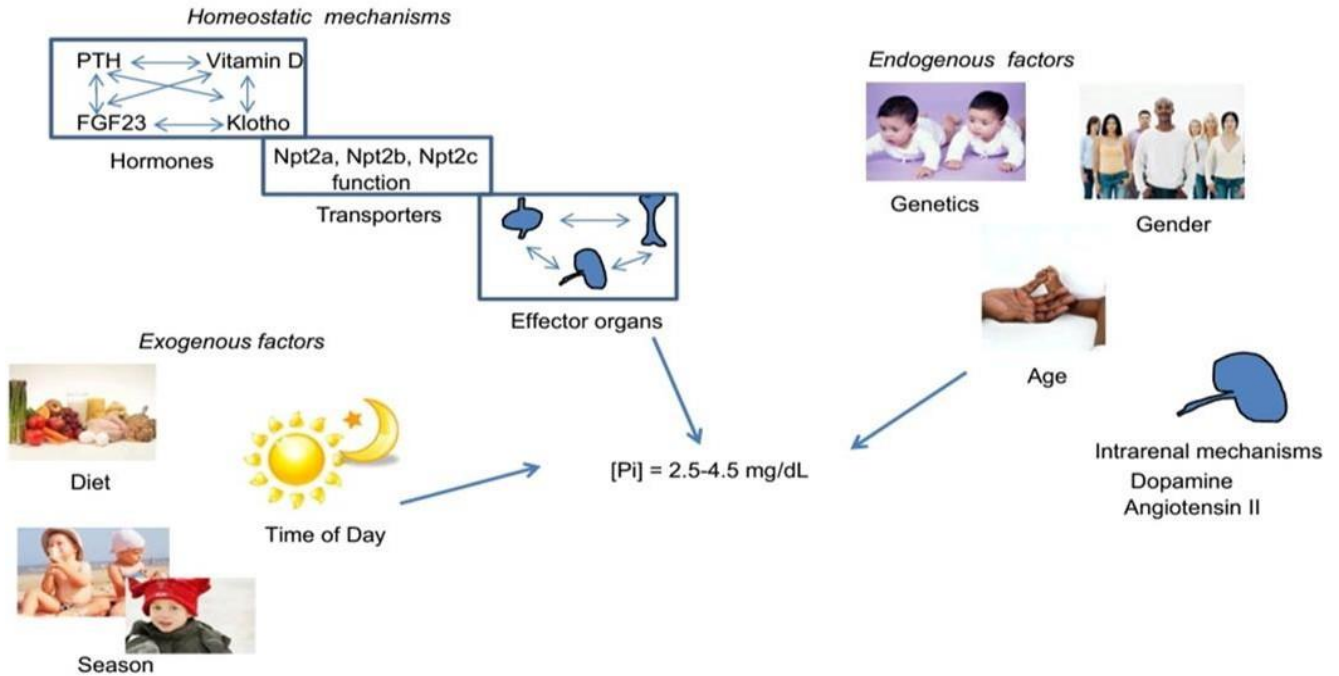 Homeostatic mechanisms
PTH
Vitamin D
FGF23
Klotho
Hormones
Npt2a, Npt2b, Npt2c
function
Transporters
Effector organs
Endogenous factors
Genetics
Gender
Age
Intrarenal mechanisms
Dopamine
Angiotensin II
Exogenous factors
Diet
Time of Day
Season
[Pi] = 2.5-4.5 mg/dL